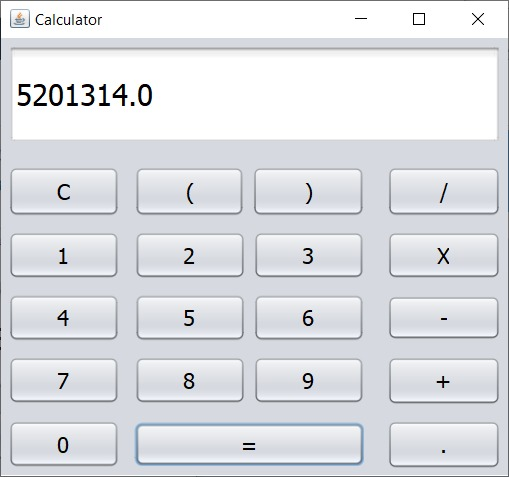 Calculator
5201314.0
C ( ) /
1 2 3 X
4 5 6 -
7 8 9 +
0 = .